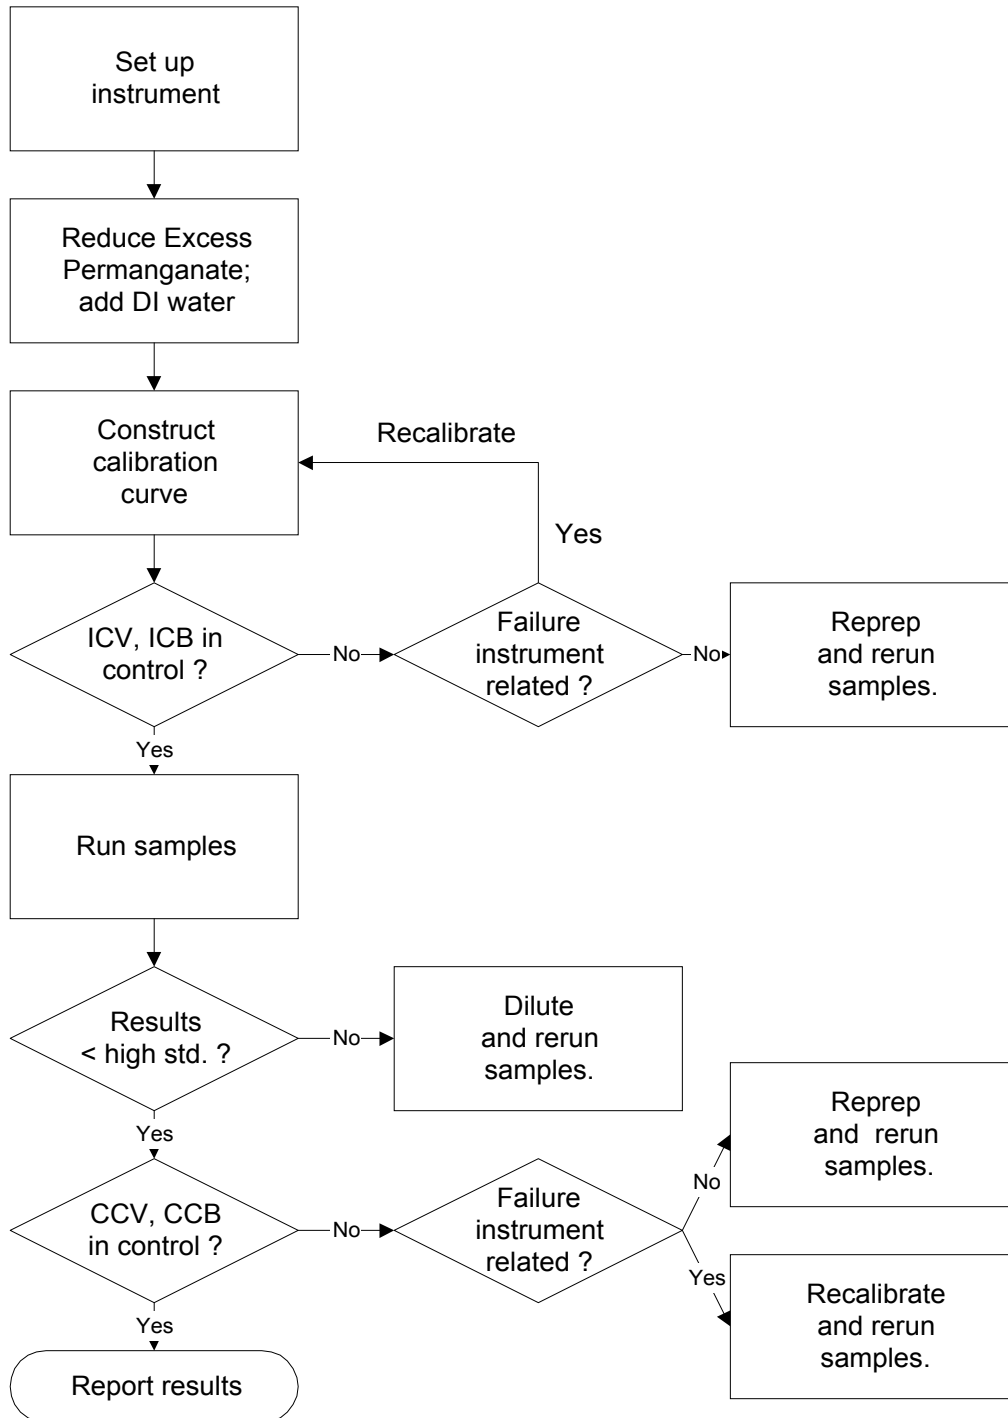 Set up
instrument
Reduce Excess
Permanganate;
add DI water
Construct
calibration
curve
Recalibrate
Yes
ICV, ICB in
control ?
No
Failure
instrument
related ?
No
Reprep
and rerun
samples.
Yes
Run samples
Results
< high std. ?
No
Dilute
and rerun
samples.
Yes
CCV, CCB
in control ?
No
Failure
instrument
related ?
No
Reprep
and rerun
samples.
Yes
Recalibrate
and rerun
samples.
Yes
Report results